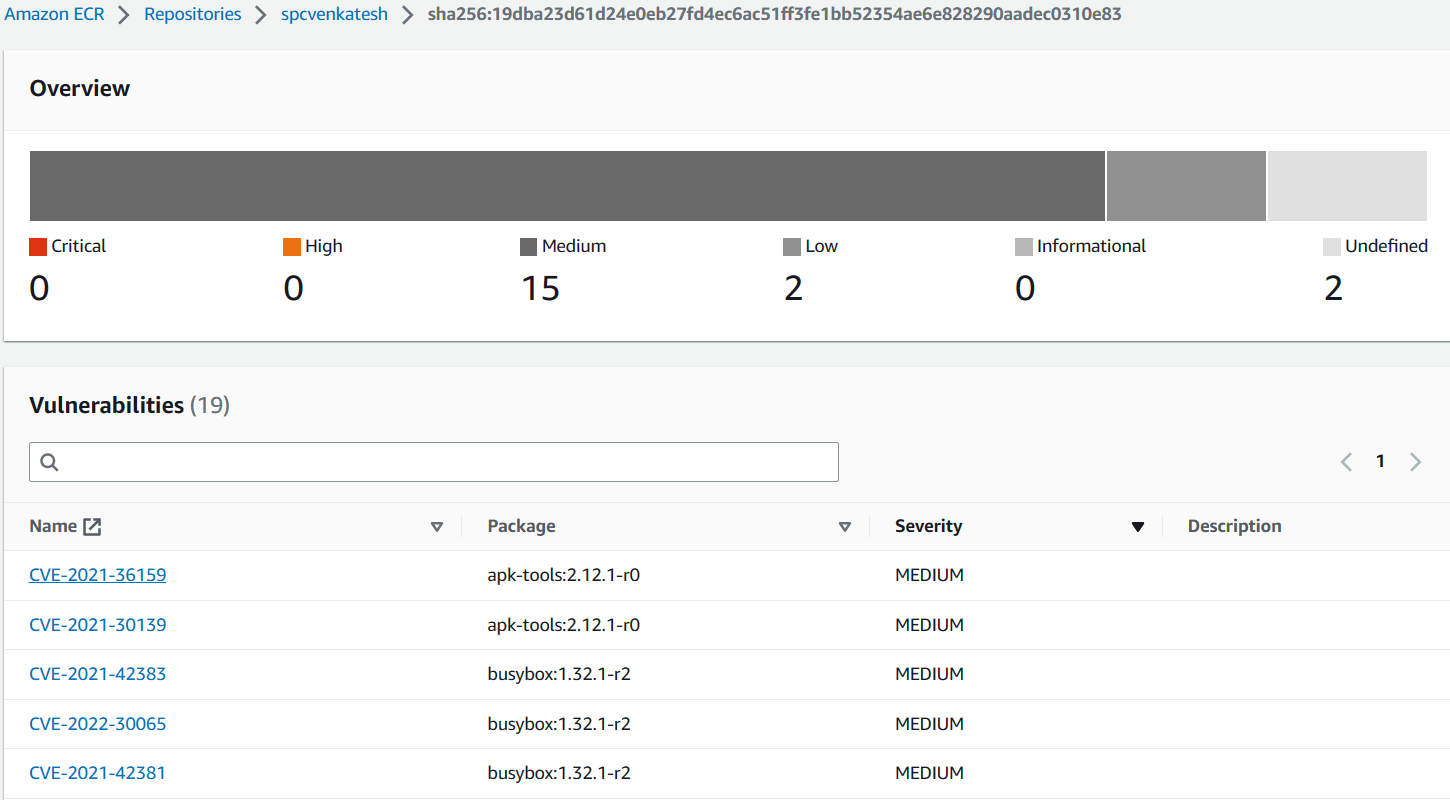 Amazon ECR > Repositories > spcvenkatesh > sha256:19dba23d61d24e0eb27fd4ec6ac51ff3fe1bb52354ae6e828290aadec0310e83
Overview
Critical High Medium Low Informational Undefined
0 0 15 2 0 2
Vulnerabilities (19)
1
Name Package Severity Description
CVE-2021-36159 apk-tools:2.12.1-r0 MEDIUM
CVE-2021-30139 apk-tools:2.12.1-r0 MEDIUM
CVE-2021-42383 busybox:1.32.1-r2 MEDIUM
CVE-2022-30065 busybox:1.32.1-r2 MEDIUM
CVE-2021-42381 busybox:1.32.1-r2 MEDIUM